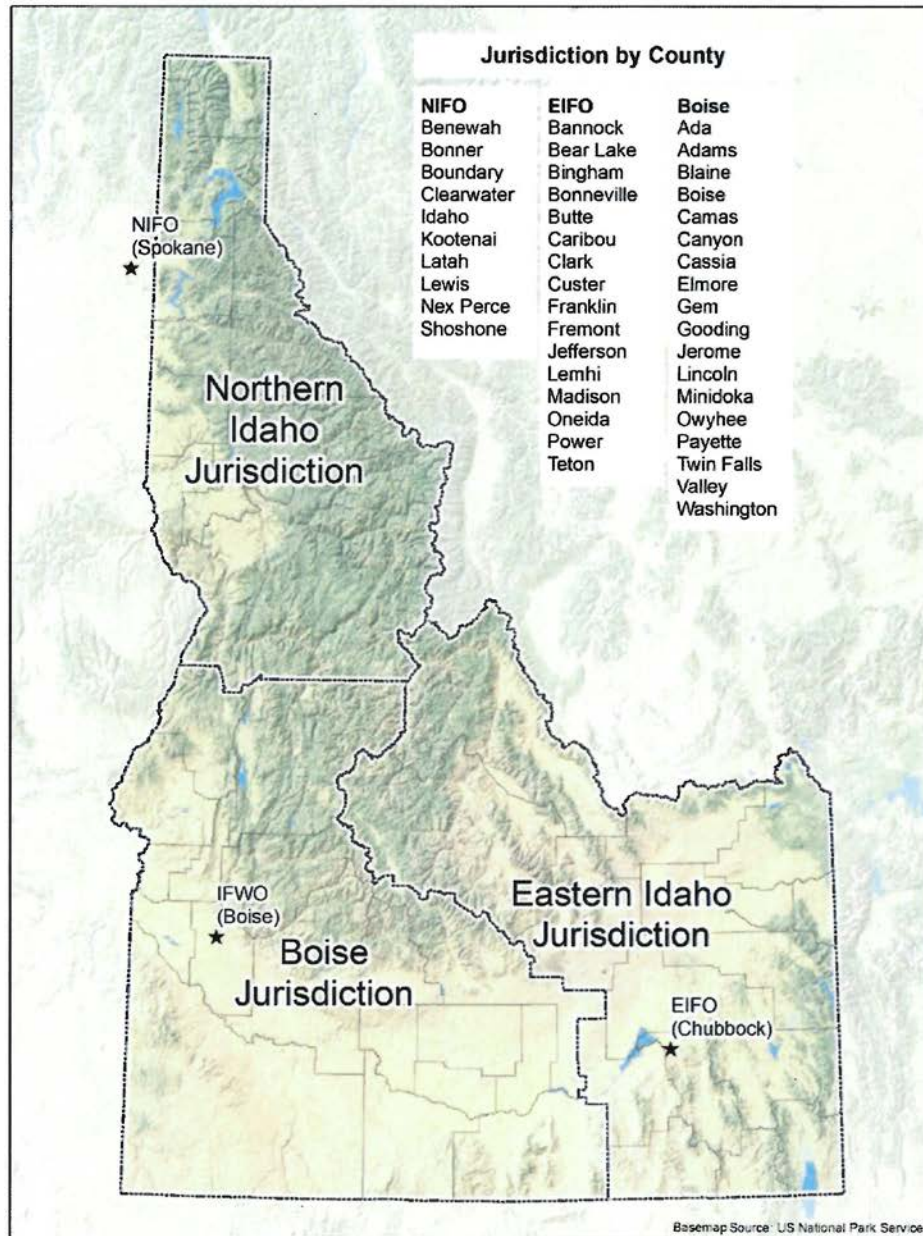 Jurisdiction by County
NIFO
Benewah
Bonner
Boundary
Clearwater
Idaho
Kootenai
Latah
Lewis
Nex Perce
Shoshone
EIFO
Bannock
Bear Lake
Bingham
Bonneville
Butte
Caribou
Clark
Custer
Franklin
Fremont
Jefferson
Lemhi
Madison
Oneida
Power
Teton
Boise
Ada
Adams
Blaine
Boise
Camas
Canyon
Cassia
Elmore
Gem
Gooding
Jerome
Lincoln
Minidoka
Owyhee
Payette
Twin Falls
Valley
Washington
NIFO
(Spokane)
Northern
Idaho
Jurisdiction
IFWO
(Boise)
Boise
Jurisdiction
Eastern Idaho
Jurisdiction
EIFO
(Chubbock)
Basemap Source: US National Park Service